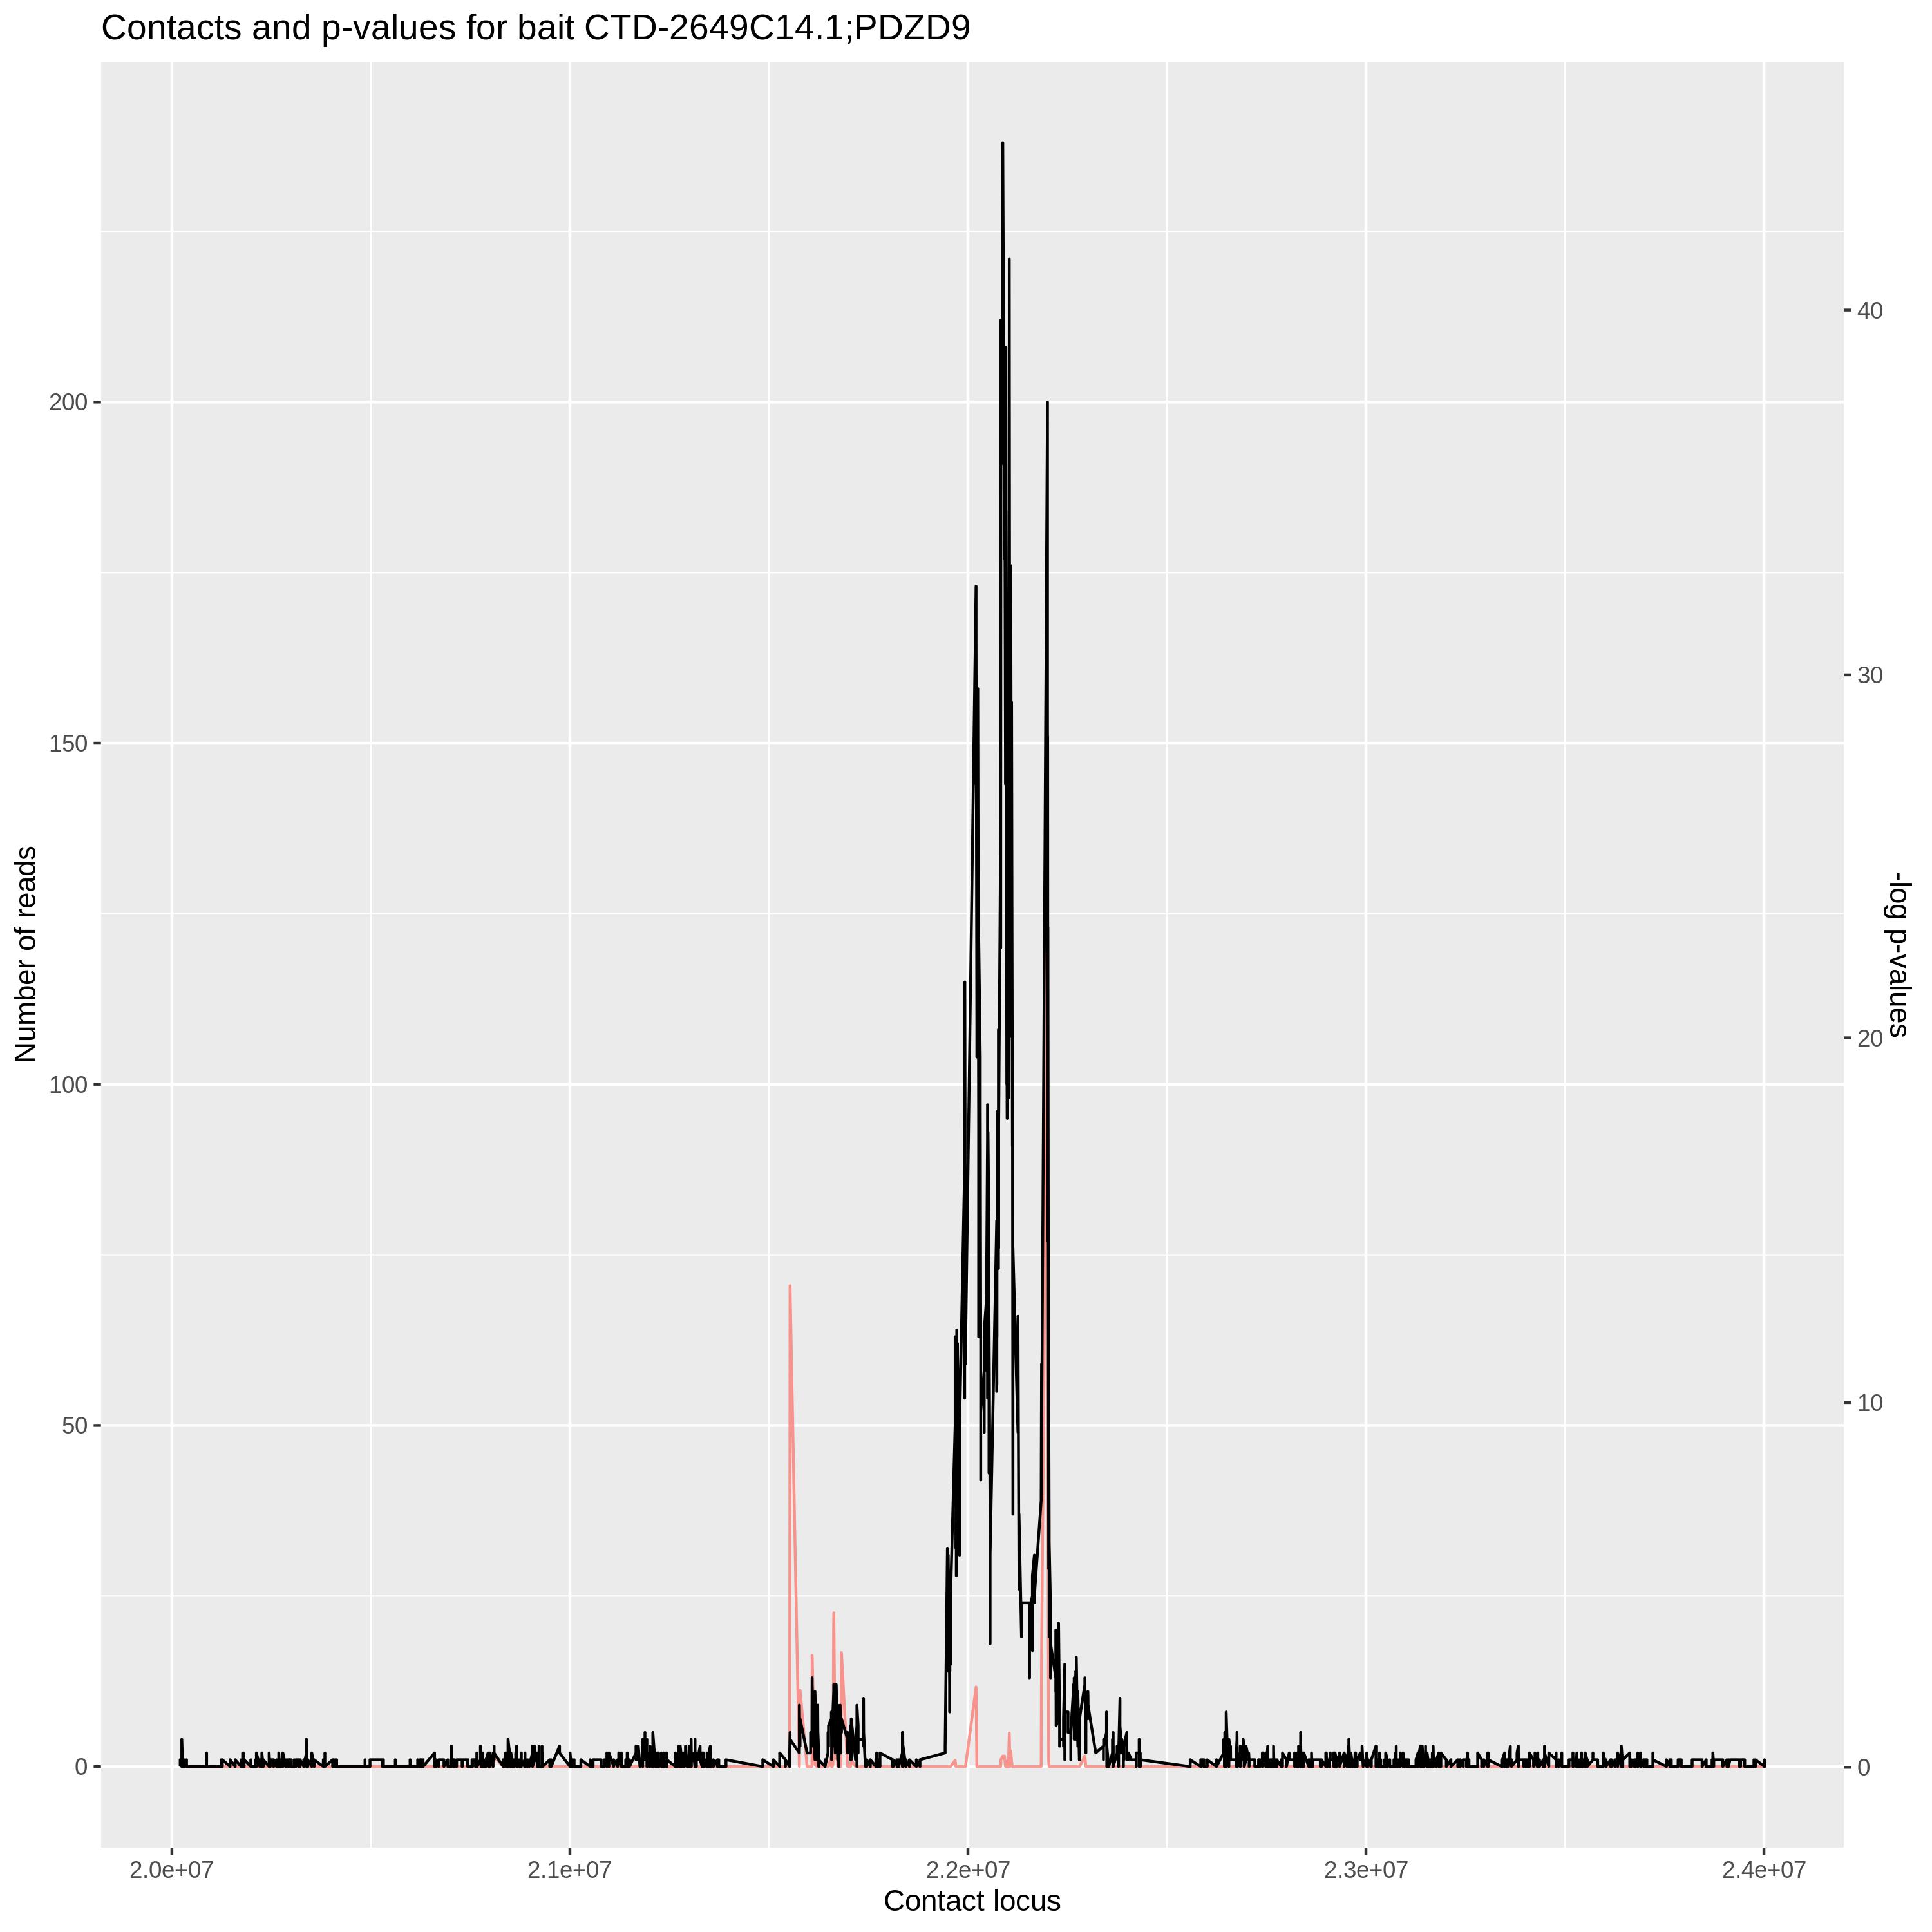 Contacts and p-values for bait CTD-2649C14.1;PDZD9
Number of reads
200
150
100
50
0
40
30
20
10
0
-log p-values
2.0e+07
2.1e+07
2.2e+07
2.3e+07
2.4e+07
Contact locus